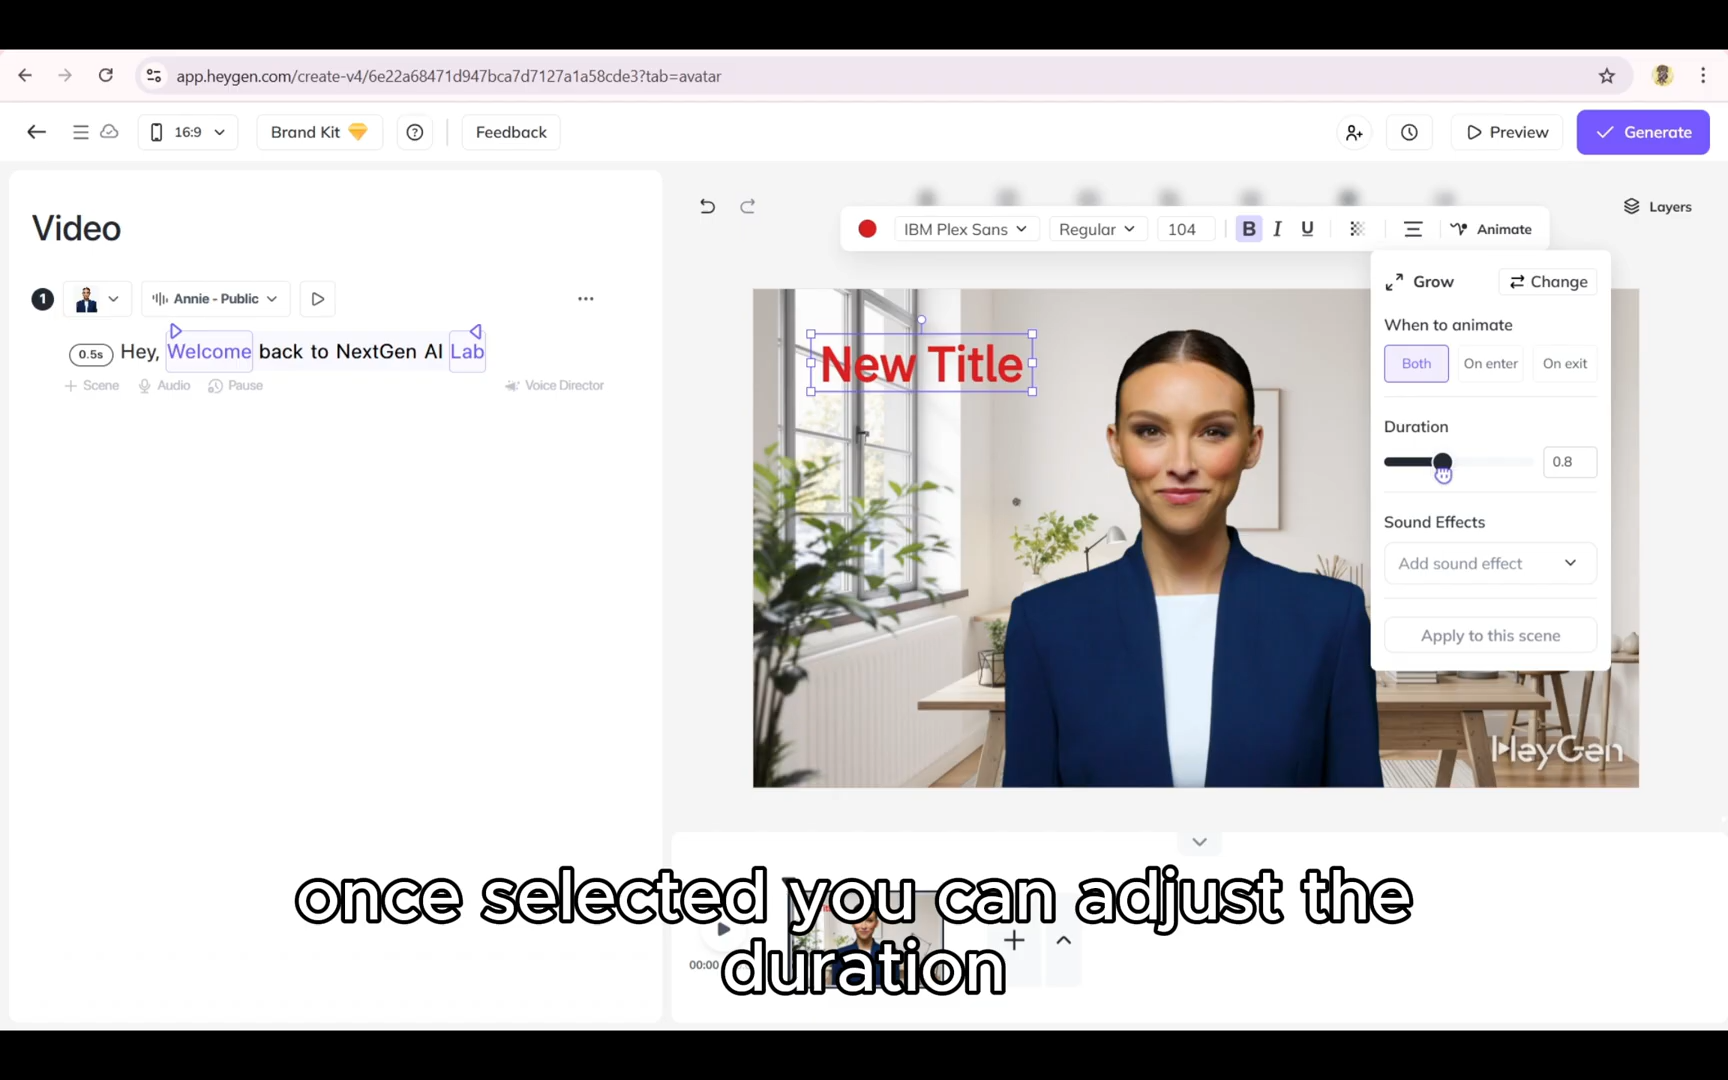 app.heygen.com/create-v4/6e22a68471d947bca7d7127a1a58cde3?tab=avatar
16:9
Brand Kit
Feedback
Preview
Generate
Video
Layers
IBM Plex Sans
Regular
104
B
I
U
Animate
1
Annie - Public
0.5s Hey, Welcome back to NextGen AI Lab
Scene
Audio
Pause
Voice Director
New Title
Grow
Change
When to animate
Both
On enter
On exit
Duration
0.8
Sound Effects
Add sound effect
Apply to this scene
HeyGen
00:00
once selected you can adjust the
duration